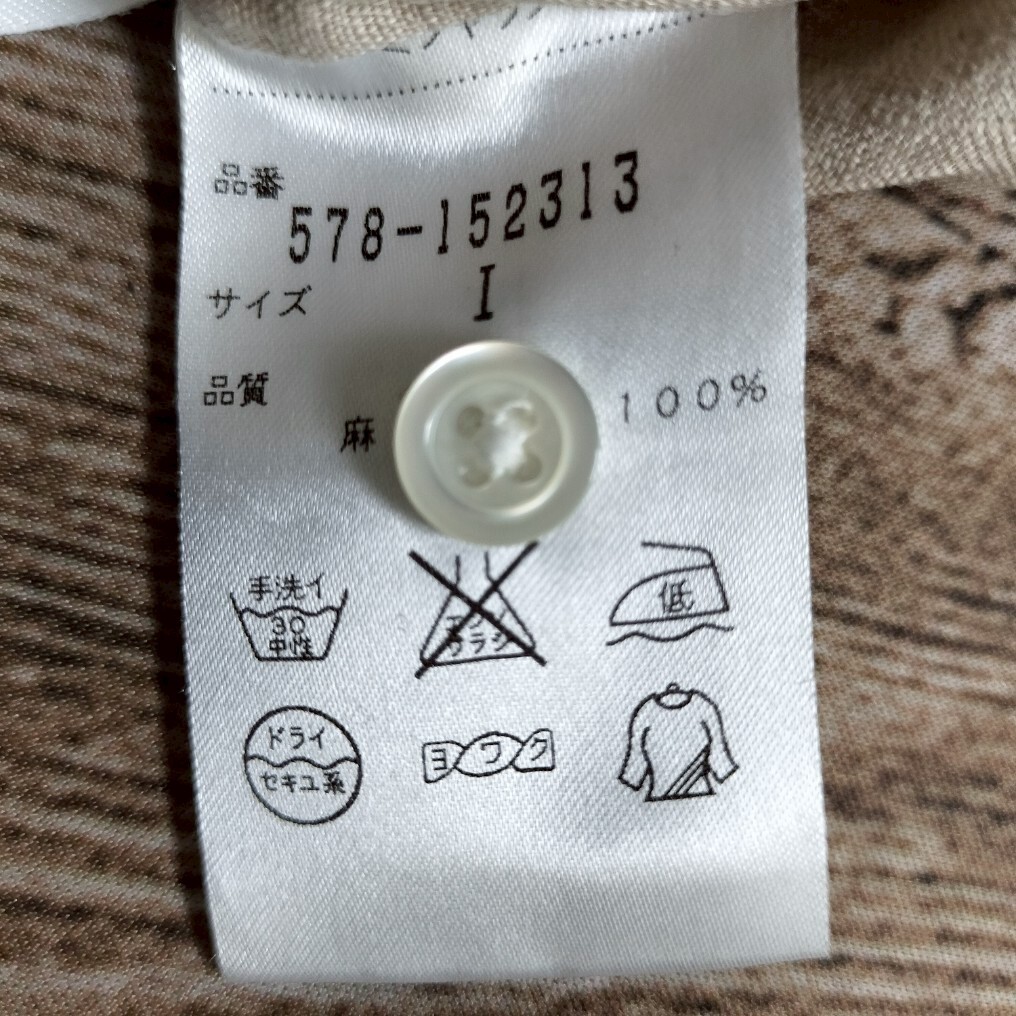 品番
578-152313
サイズ I
品質
麻 100%
手洗イ
30
中性
エンソ
サラシ
低
ドライ
セキユ系
ヨワク